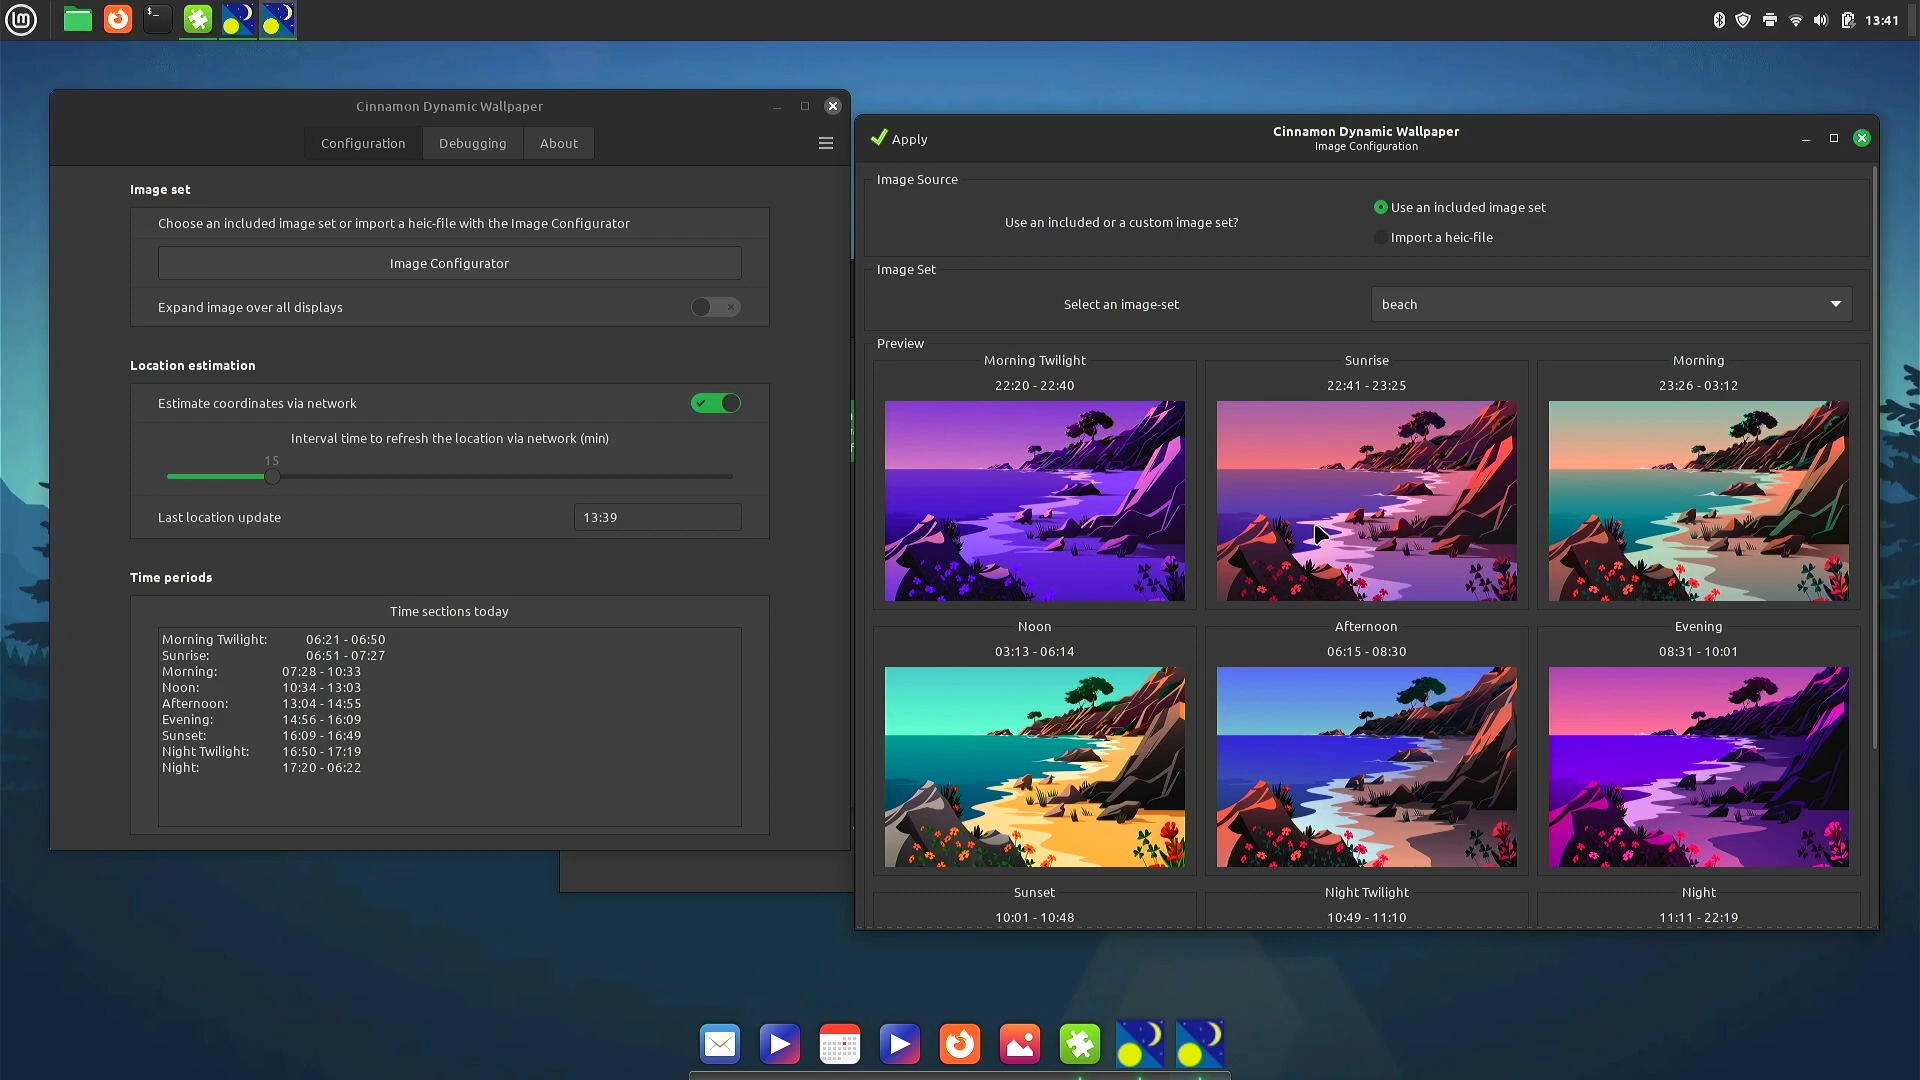 13:41
Cinnamon Dynamic Wallpaper
Configuration
Debugging
About
Image set
Choose an included image set or import a heic-file with the Image Configurator
Image Configurator
Expand image over all displays
Location estimation
Estimate coordinates via network
Interval time to refresh the location via network (min)
15
Last location update
13:39
Time periods
Time sections today
Morning Twilight: 06:21 - 06:50
Sunrise: 06:51 - 07:27
Morning: 07:28 - 10:33
Noon: 10:34 - 13:03
Afternoon: 13:04 - 14:55
Evening: 14:56 - 16:09
Sunset: 16:09 - 16:49
Night Twilight: 16:50 - 17:19
Night: 17:20 - 06:22
Apply
Cinnamon Dynamic Wallpaper
Image Configuration
Image Source
Use an included or a custom image set?
Use an included image set
Import a heic-file
Image Set
Select an image-set
beach
Preview
Morning Twilight
22:20 - 22:40
Sunrise
22:41 - 23:25
Morning
23:26 - 03:12
Noon
03:13 - 06:14
Afternoon
06:15 - 08:30
Evening
08:31 - 10:01
Sunset
10:01 - 10:48
Night Twilight
10:49 - 11:10
Night
11:11 - 22:19